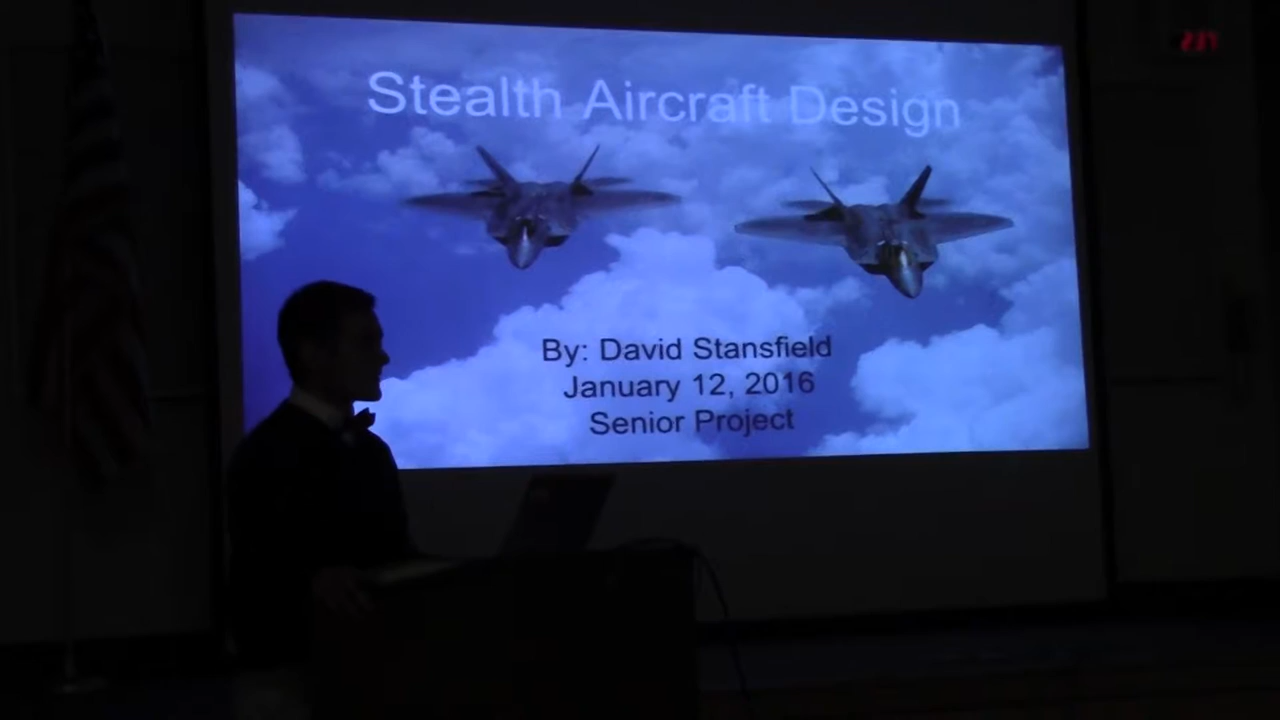 Stealth Aircraft Design
By: David Stansfield
January 12, 2016
Senior Project